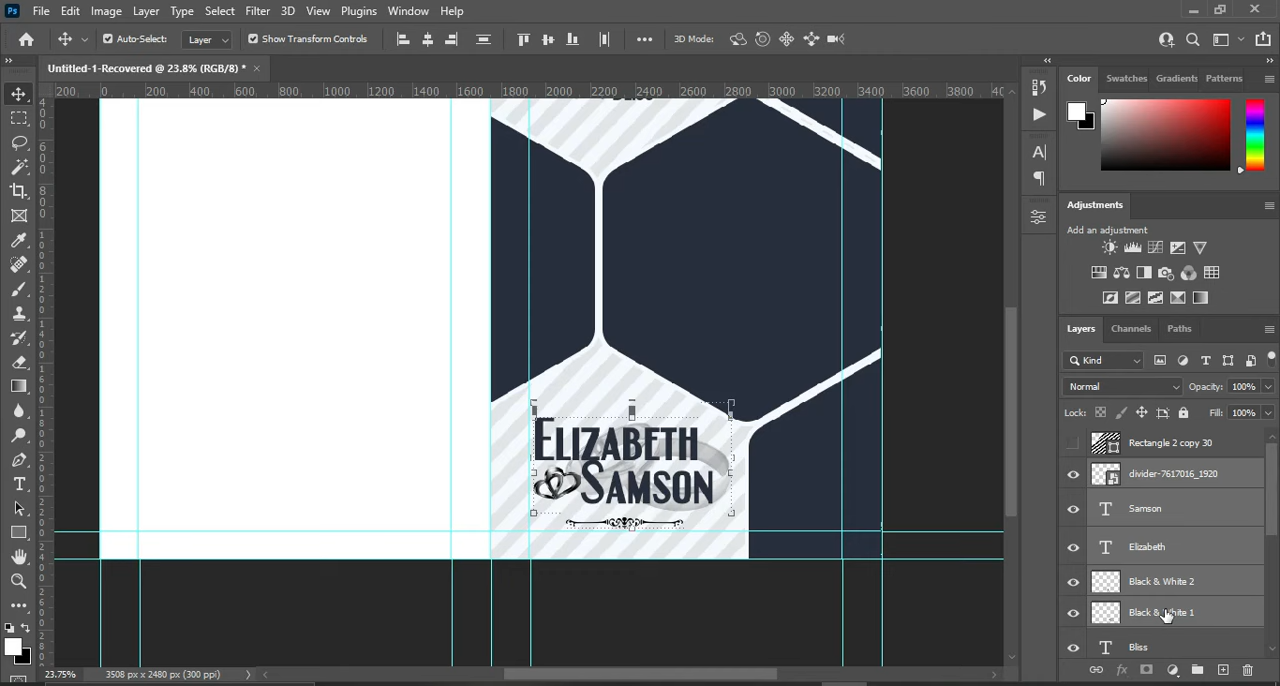 Ps File Edit Image Layer Type Select Filter 3D View Plugins Window Help
Auto-Select: Layer Show Transform Controls 3D Mode:
Untitled-1-Recovered @ 23.8% (RGB/8) * ×
200 0 200 400 600 800 1000 1200 1400 1600 1800 2000 2200 2400 2600 2800 3000 3200 3400 3600 3800
Color Swatches Gradients Patterns
Adjustments
Add an adjustment
Layers Channels Paths
Kind
Normal Opacity: 100%
Lock: Fill: 100%
Rectangle 2 copy 30
divider-7617016_1920
Samson
Elizabeth
Black & White 2
Black & White 1
Bliss
ELIZABETH
SAMSON
23.75% 3508 px x 2480 px (300 ppi)